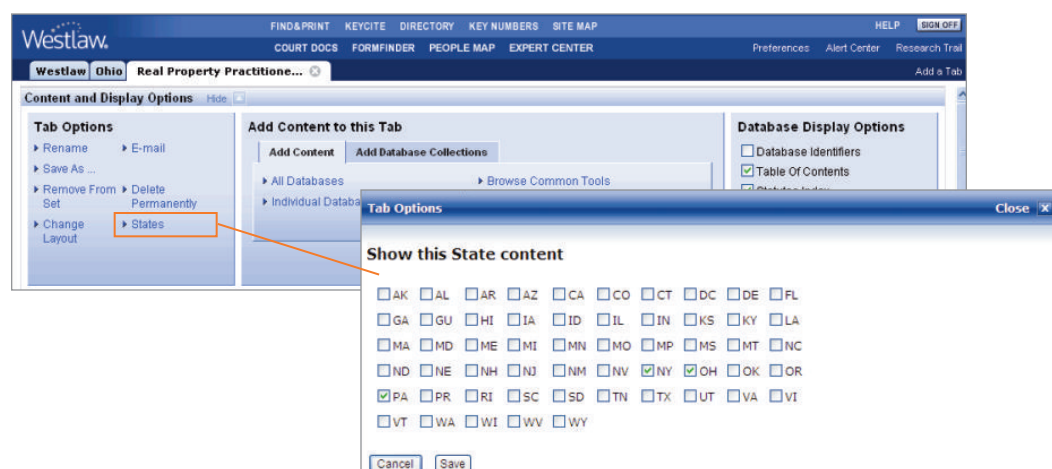 Westlaw.
FIND&PRINT KEYCITE DIRECTORY KEY NUMBERS SITE MAP
HELP SIGN OFF
COURT DOCS FORMFINDER PEOPLE MAP EXPERT CENTER
Preferences Alert Center Research Trail
Westlaw Ohio Real Property Practitione...
Add a Tab
Content and Display Options Hide
Tab Options
Rename E-mail
Save As ...
Remove From Delete
Set Permanently
Change States
Layout
Add Content to this Tab
Add Content Add Database Collections
All Databases Browse Common Tools
Individual Databa
Database Display Options
Database Identifiers
Table Of Contents
Tab Options Close X
Show this State content
AK AL AR AZ CA CO CT DC DE FL
GA GU HI IA ID IL IN KS KY LA
MA MD ME MI MN MO MP MS MT NC
ND NE NH NJ NM NV NY OH OK OR
PA PR RI SC SD TN TX UT VA VI
VT WA WI WV WY
Cancel Save